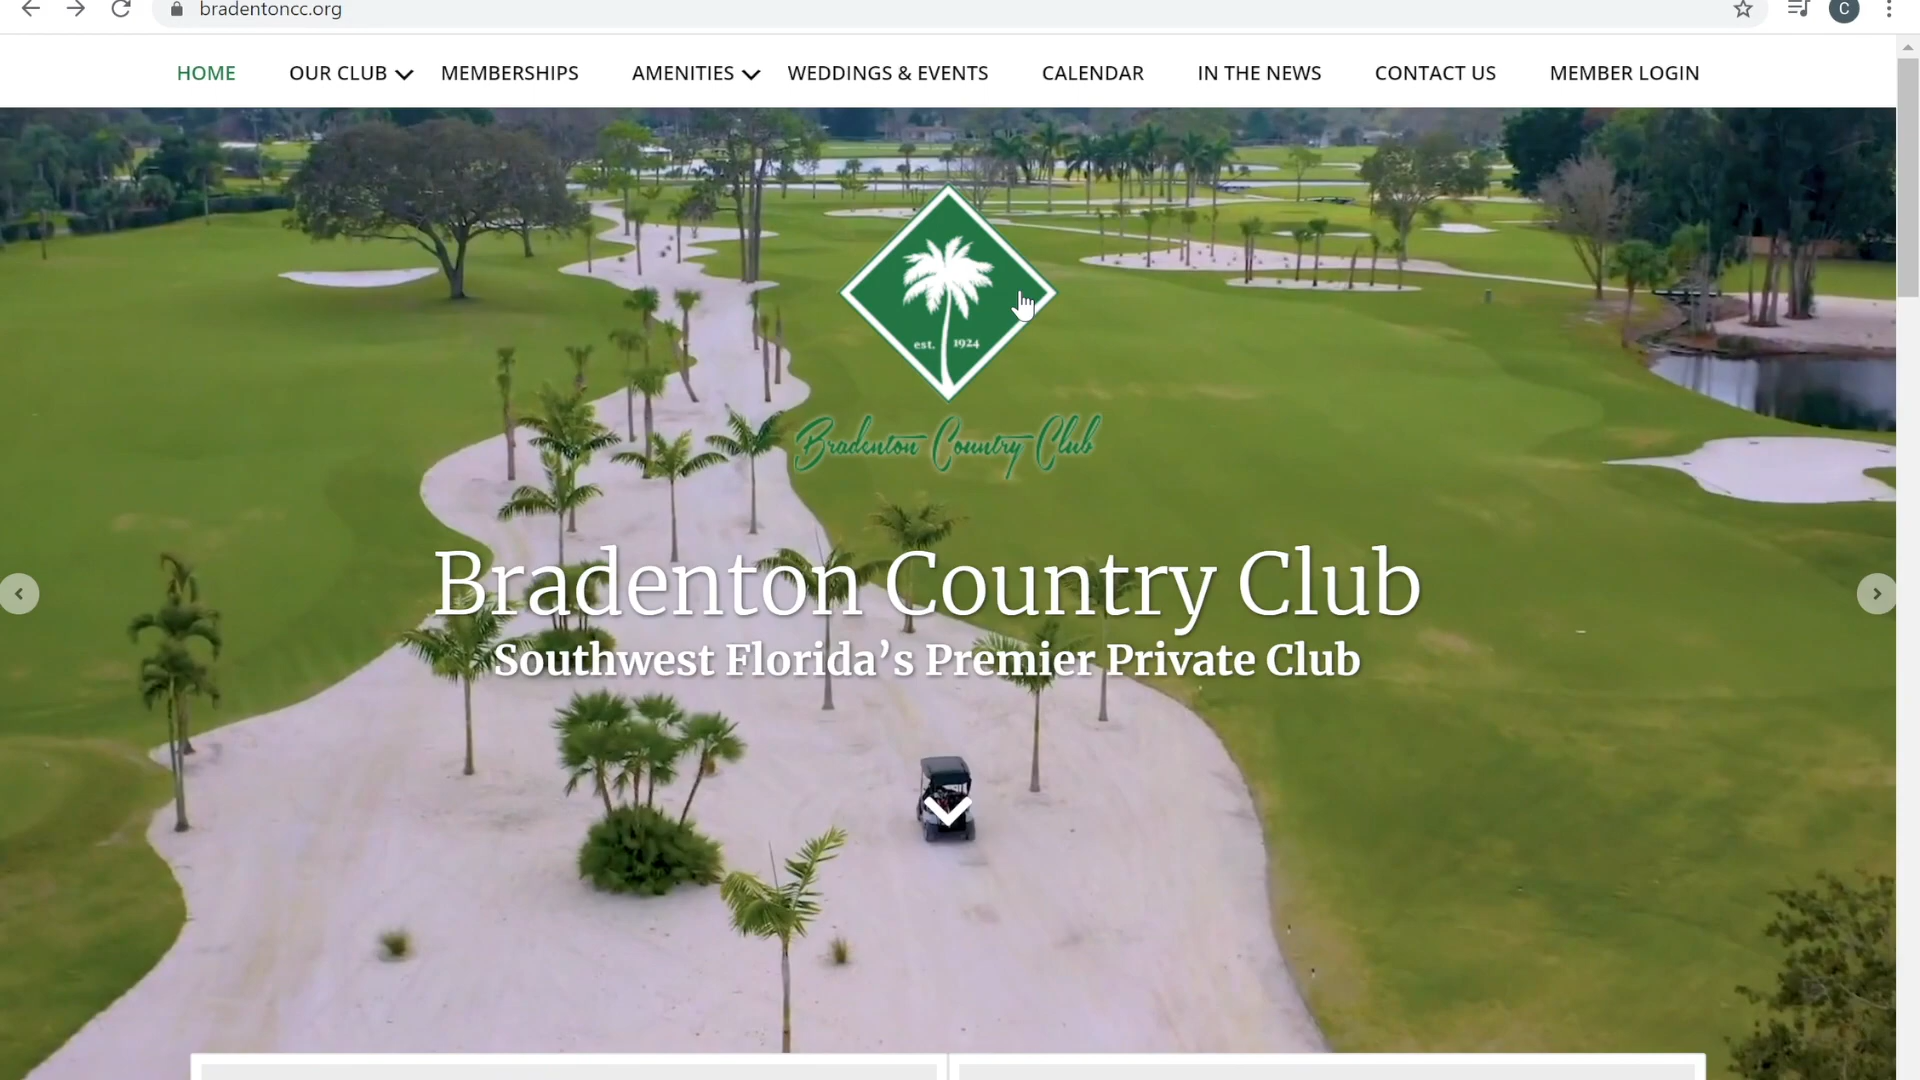 bradentoncc.org
C
HOME OUR CLUB MEMBERSHIPS AMENITIES WEDDINGS & EVENTS CALENDAR IN THE NEWS CONTACT US MEMBER LOGIN
est. 1924
Bradenton Country Club
Bradenton Country Club
Southwest Florida’s Premier Private Club